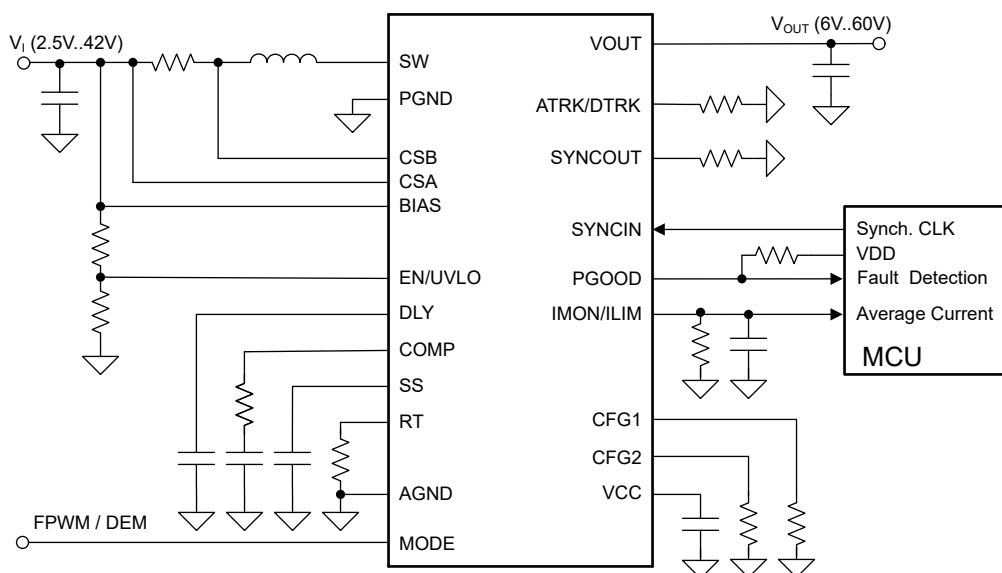 V_I (2.5V..42V)
SW
PGND
CSB
CSA
BIAS
EN/UVLO
DLY
COMP
SS
RT
AGND
FPWM / DEM
MODE
VOUT
V_OUT (6V..60V)
ATRK/DTRK
SYNCOUT
SYNCIN
PGOOD
IMON/ILIM
CFG1
CFG2
VCC
Synch. CLK
VDD
Fault Detection
Average Current
MCU